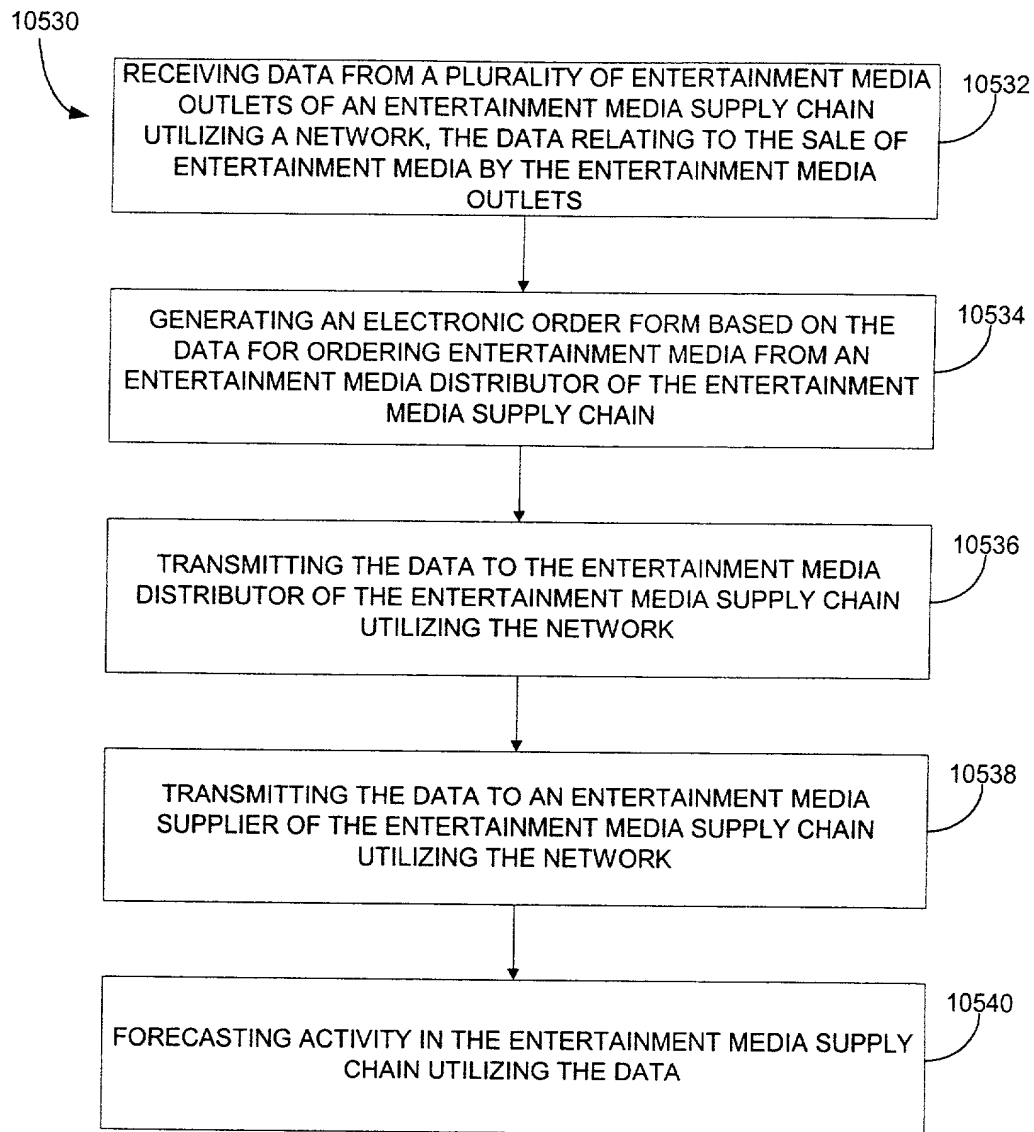 10530
RECEIVING DATA FROM A PLURALITY OF ENTERTAINMENT MEDIA
OUTLETS OF AN ENTERTAINMENT MEDIA SUPPLY CHAIN
UTILIZING A NETWORK, THE DATA RELATING TO THE SALE OF
ENTERTAINMENT MEDIA BY THE ENTERTAINMENT MEDIA
OUTLETS
10532
GENERATING AN ELECTRONIC ORDER FORM BASED ON THE
DATA FOR ORDERING ENTERTAINMENT MEDIA FROM AN
ENTERTAINMENT MEDIA DISTRIBUTOR OF THE ENTERTAINMENT
MEDIA SUPPLY CHAIN
10534
TRANSMITTING THE DATA TO THE ENTERTAINMENT MEDIA
DISTRIBUTOR OF THE ENTERTAINMENT MEDIA SUPPLY CHAIN
UTILIZING THE NETWORK
10536
TRANSMITTING THE DATA TO AN ENTERTAINMENT MEDIA
SUPPLIER OF THE ENTERTAINMENT MEDIA SUPPLY CHAIN
UTILIZING THE NETWORK
10538
FORECASTING ACTIVITY IN THE ENTERTAINMENT MEDIA SUPPLY
CHAIN UTILIZING THE DATA
10540